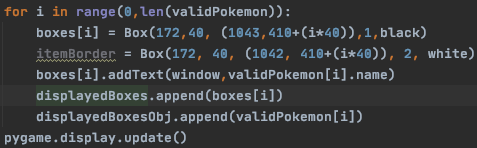 for i in range(0,len(validPokemon)):
    boxes[i] = Box(172,40, (1043,410+(i*40)),1,black)
    itemBorder = Box(172, 40, (1042, 410+(i*40)), 2, white)
    boxes[i].addText(window,validPokemon[i].name)
    displayedBoxes.append(boxes[i])
    displayedBoxesObj.append(validPokemon[i])
pygame.display.update()